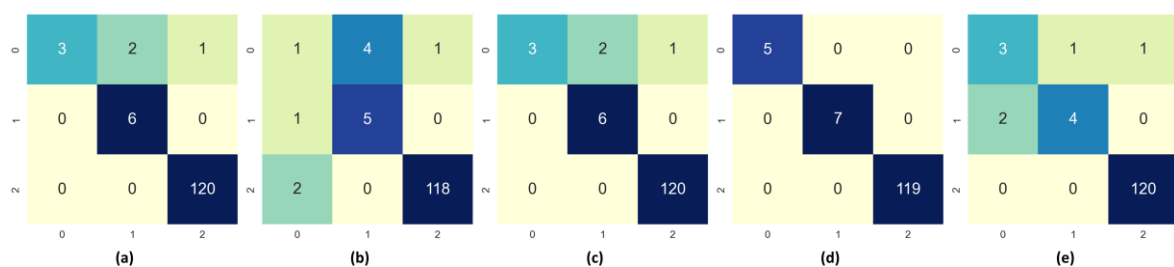 0 3 2 1 0 1 4 1 0 3 2 1 0 5 0 0 0 3 1 1
1 0 6 0 1 1 5 0 1 0 6 0 1 0 7 0 1 2 4 0
2 0 0 120 2 2 0 118 2 0 0 120 2 0 0 119 2 0 0 120
0 1 2 0 1 2 0 1 2 0 1 2 0 1 2
(a) (b) (c) (d) (e)